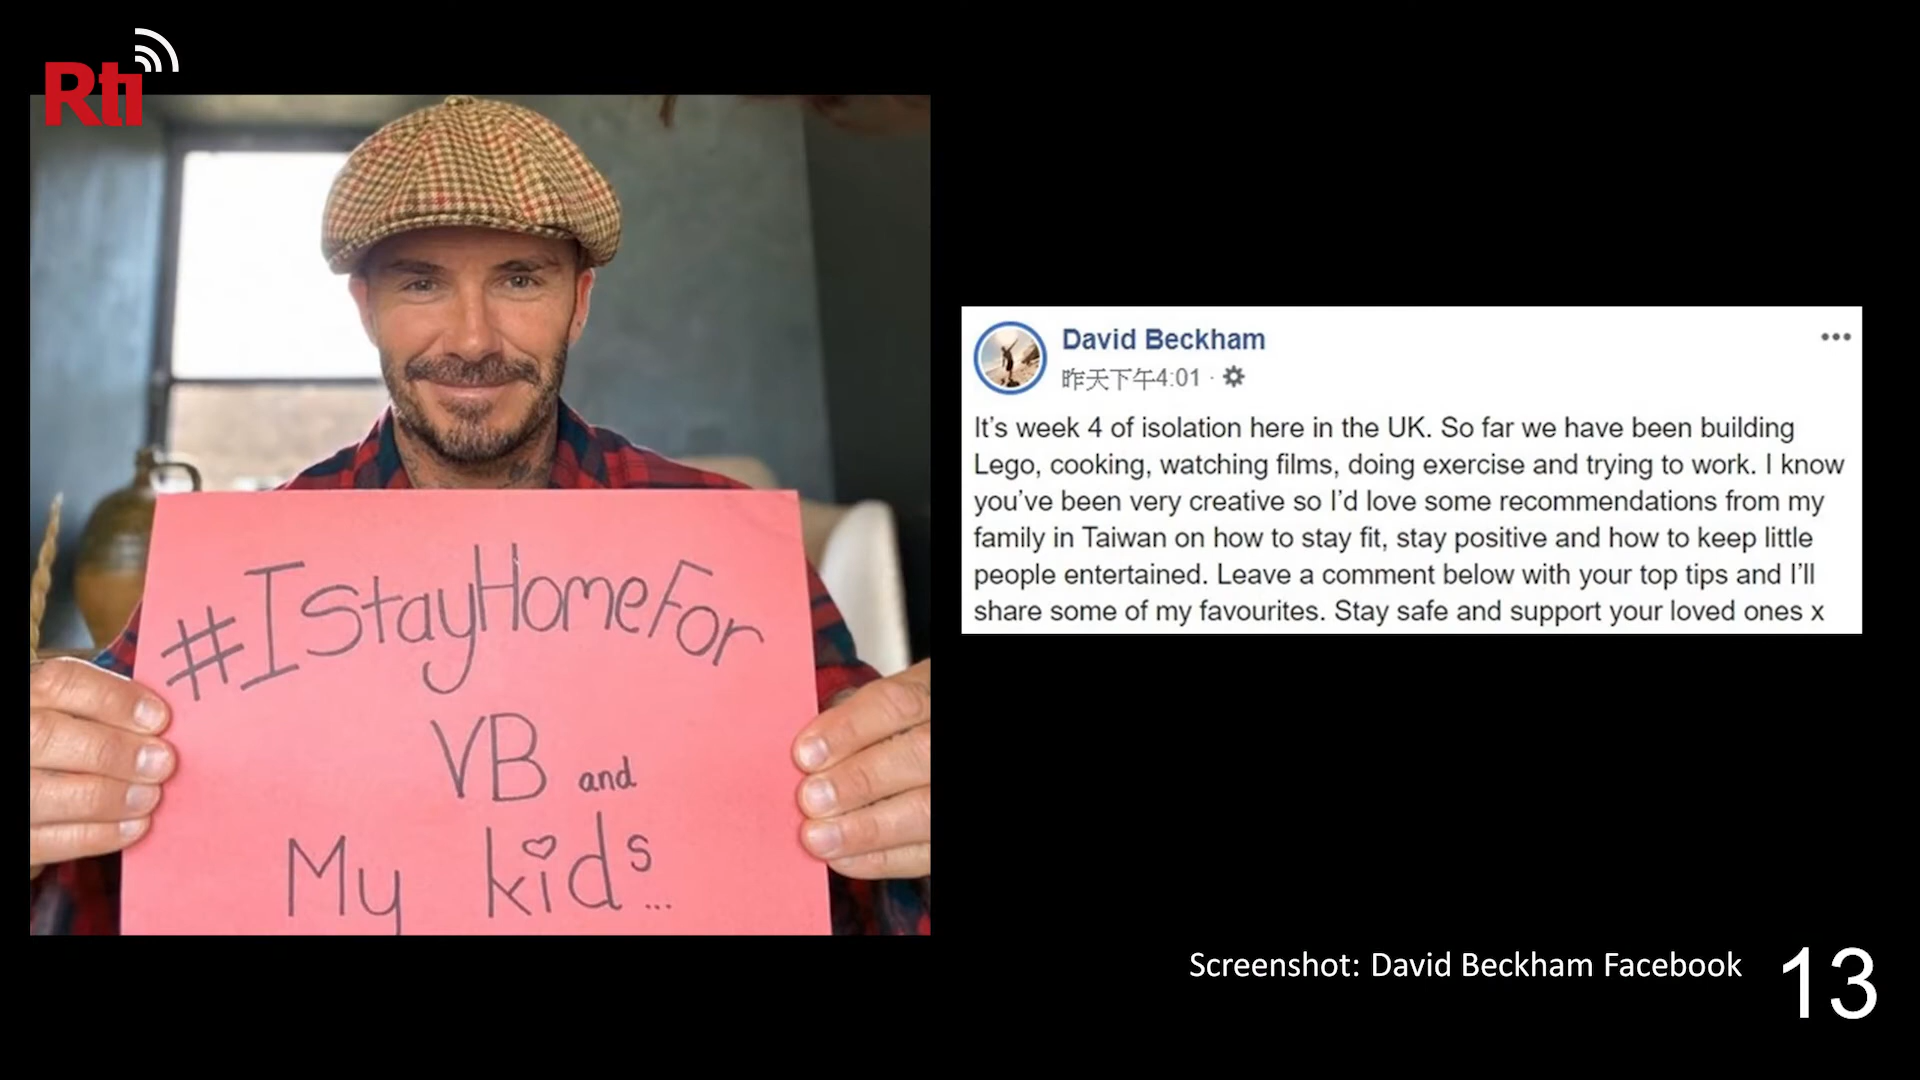 Rti
#IStayHomeFor
VB and
My kids...
David Beckham
昨天下午4:01 ·
It's week 4 of isolation here in the UK. So far we have been building
Lego, cooking, watching films, doing exercise and trying to work. I know
you've been very creative so I'd love some recommendations from my
family in Taiwan on how to stay fit, stay positive and how to keep little
people entertained. Leave a comment below with your top tips and I'll
share some of my favourites. Stay safe and support your loved ones x
Screenshot: David Beckham Facebook
13